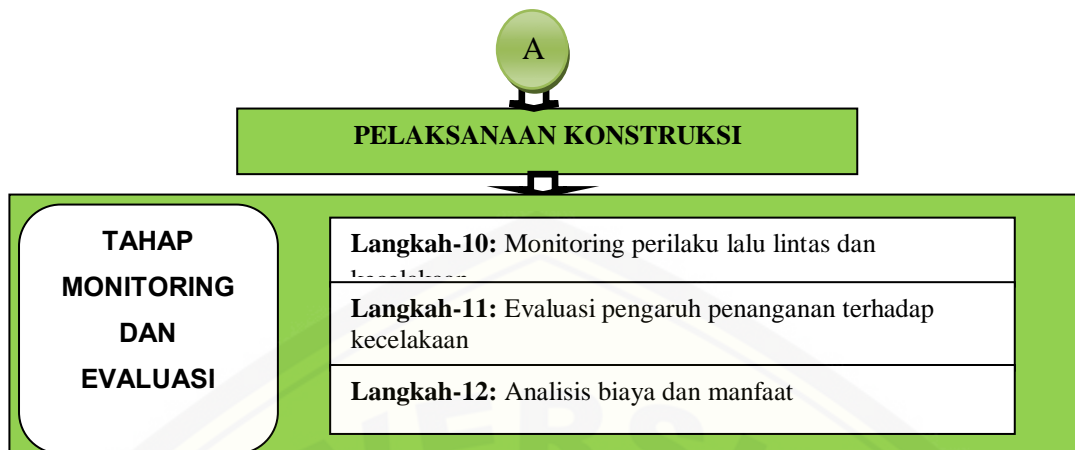 A
PELAKSANAAN KONSTRUKSI
TAHAP
MONITORING
DAN
EVALUASI
Langkah-10: Monitoring perilaku lalu lintas dan
Langkah-11: Evaluasi pengaruh penanganan terhadap
kecelakaan
Langkah-12: Analisis biaya dan manfaat